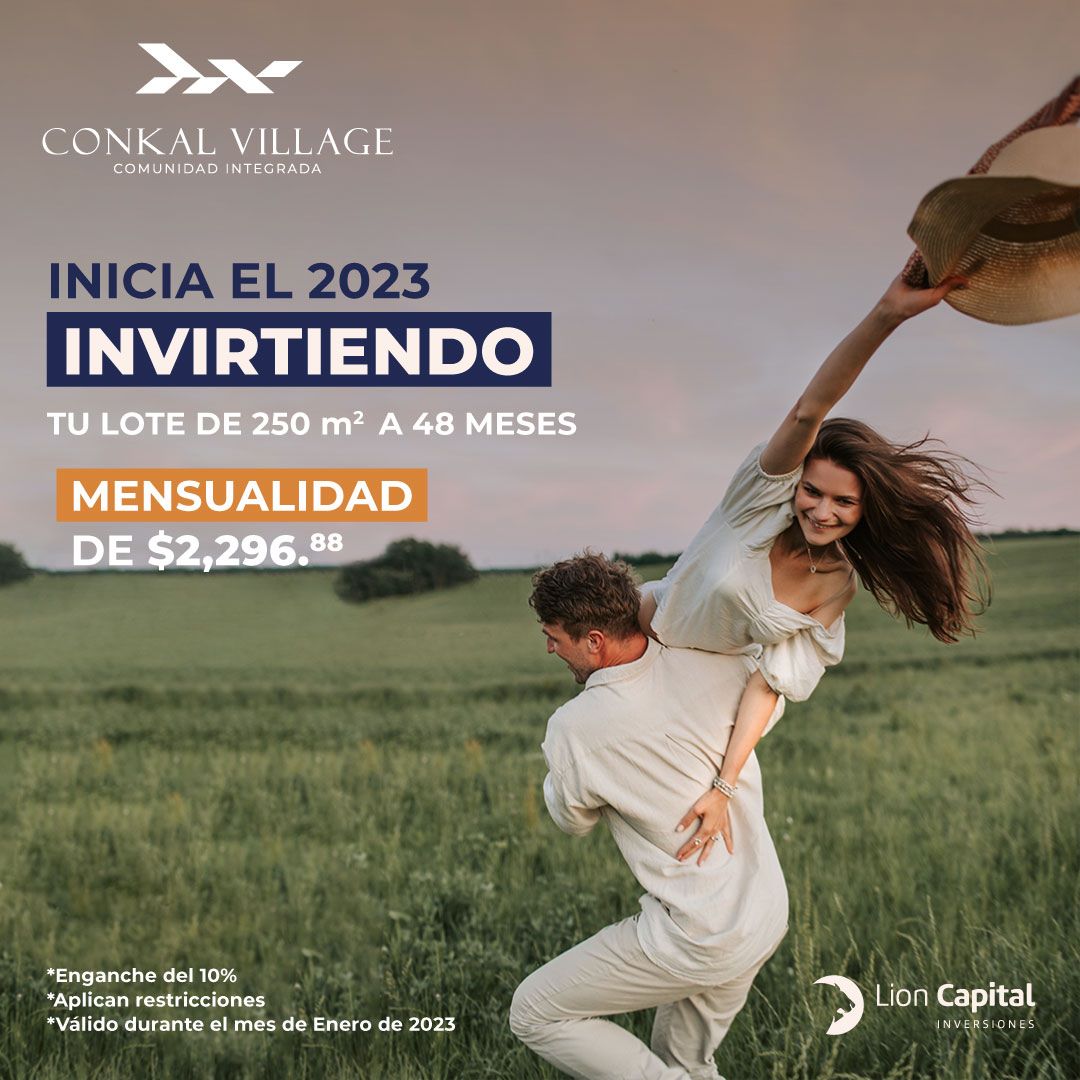 CONKAL VILLAGE
COMUNIDAD INTEGRADA
INICIA EL 2023
INVIRTIENDO
TU LOTE DE 250 m² A 48 MESES
MENSUALIDAD
DE $2,296.⁸⁸
*Enganche del 10%
*Aplican restricciones
*Válido durante el mes de Enero de 2023
Lion Capital
INVERSIONES